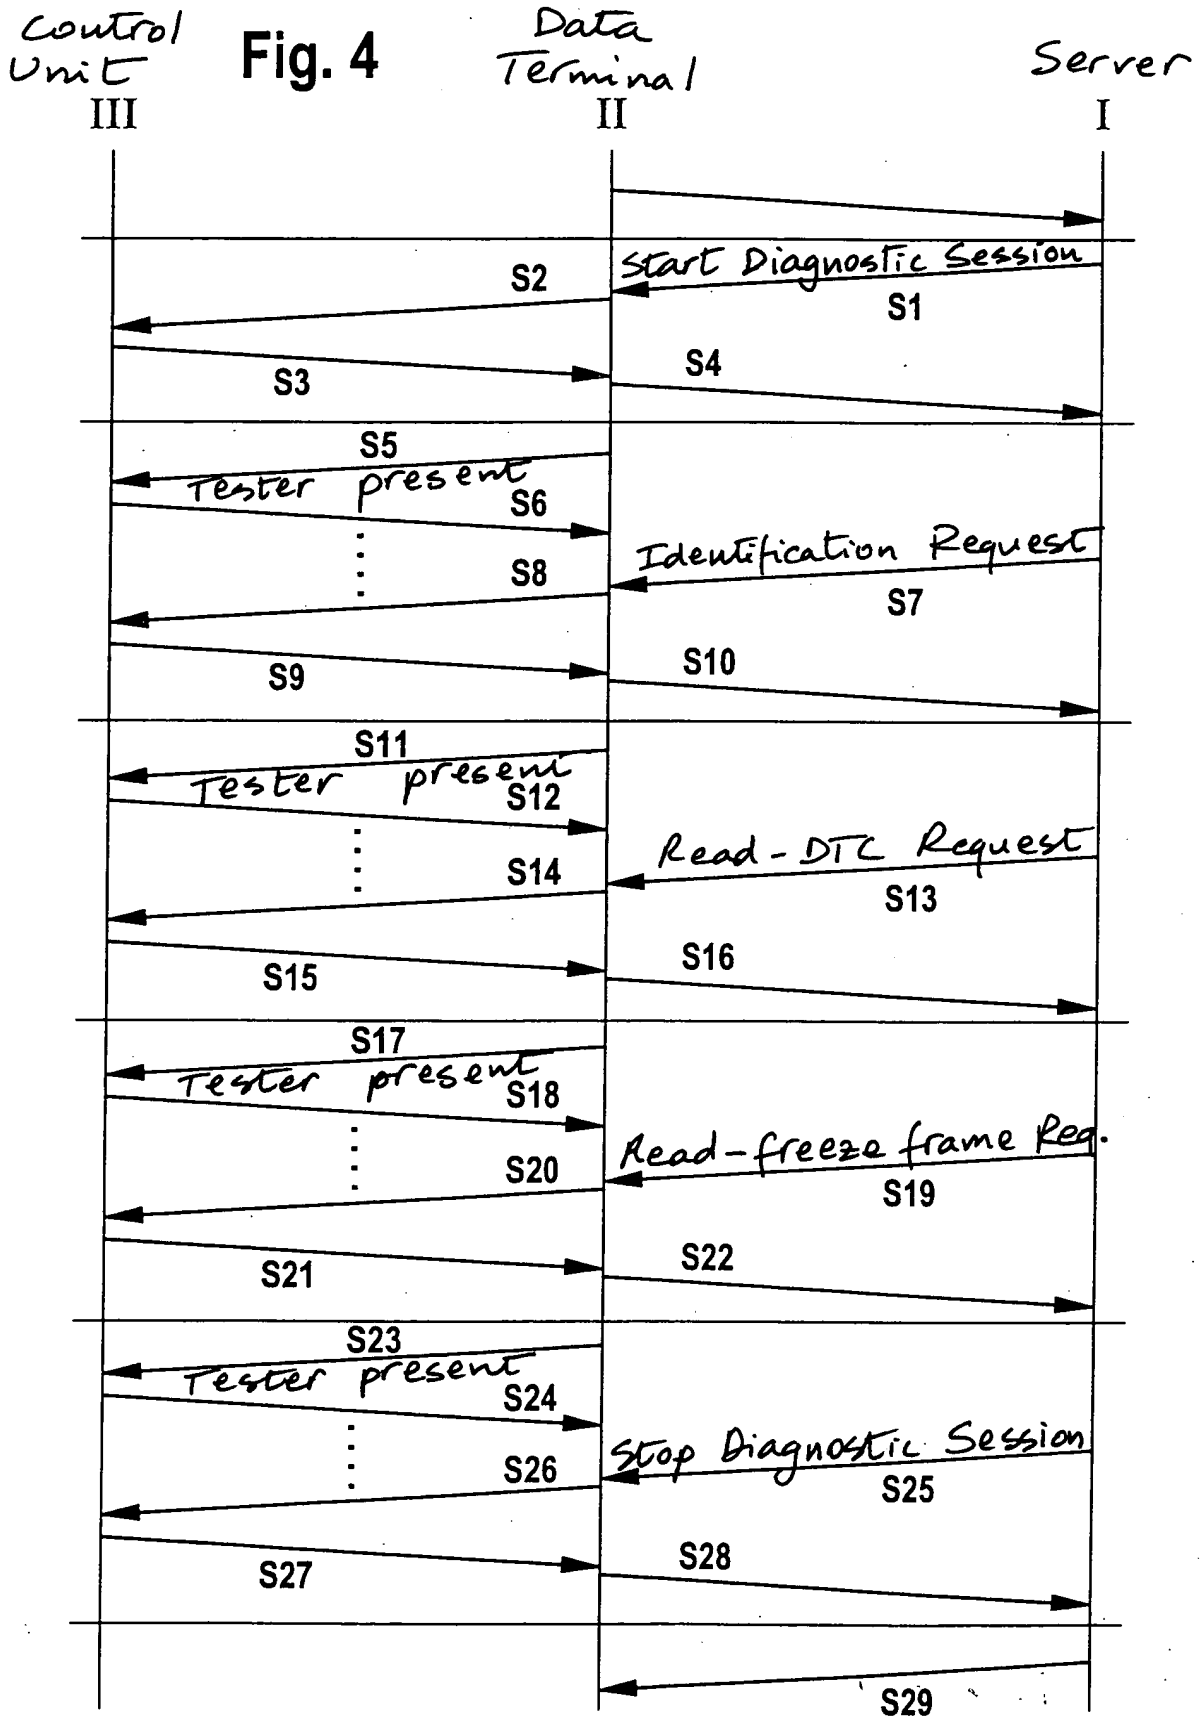 Control Unit
Fig. 4
Data Terminal
Server
III
II
I
Start Diagnostic Session
S2
S1
S3
S4
S5
Tester present
S6
Identification Request
S8
S7
S9
S10
S11
Tester present
S12
Read-DTC Request
S14
S13
S15
S16
S17
Tester present
S18
Read-freeze frame Req.
S20
S19
S21
S22
S23
Tester present
S24
Stop Diagnostic Session
S26
S25
S27
S28
S29